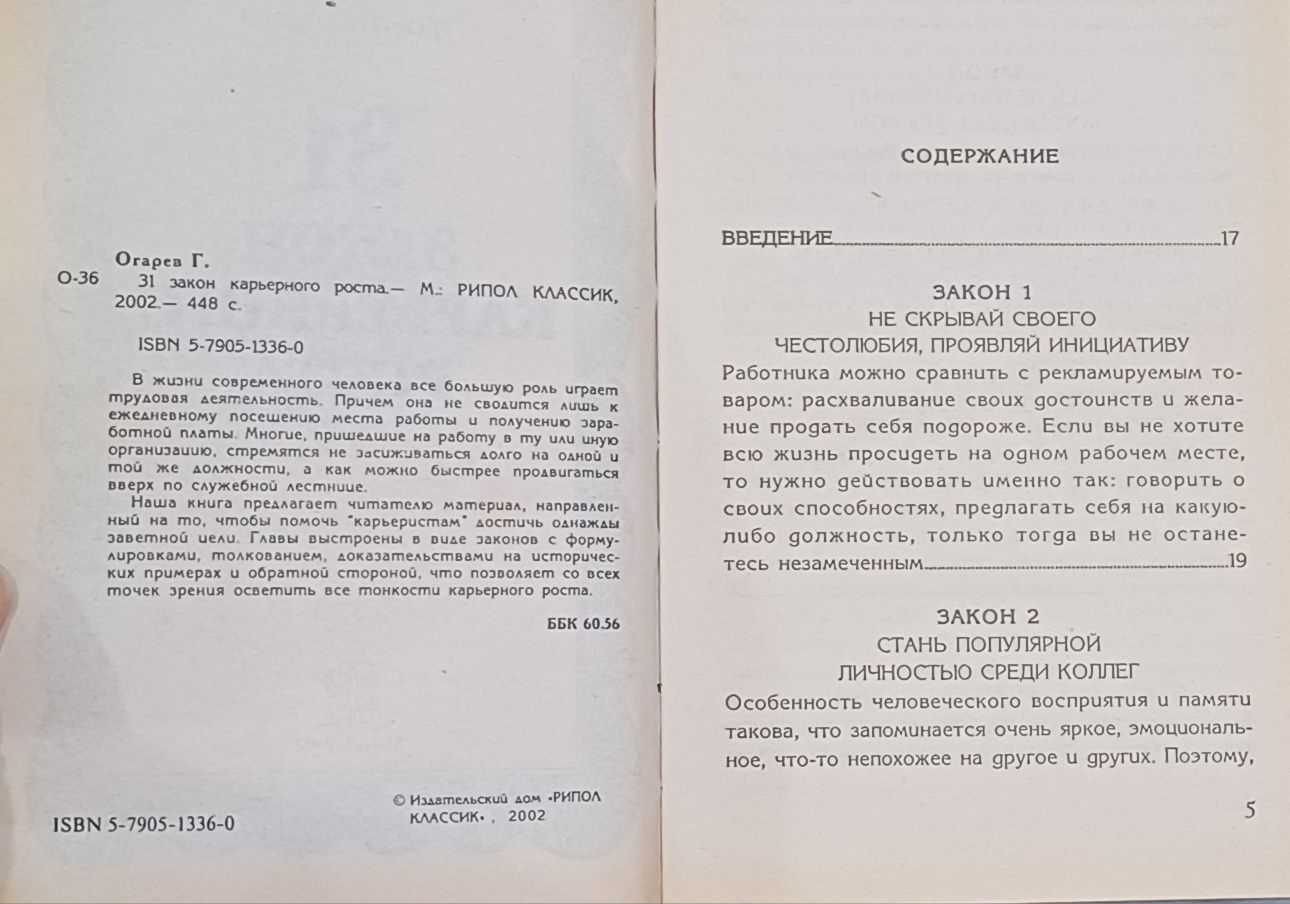 Огарев Г.
О-36
31 закон карьерного роста.— М.: РИПОЛ КЛАССИК,
2002.— 448 с.
ISBN 5-7905-1336-0
В жизни современного человека все большую роль играет
трудовая деятельность. Причем она не сводится лишь к
ежедневному посещению места работы и получению зара-
ботной платы. Многие, пришедшие на работу в ту или иную
организацию, стремятся не засиживаться долго на одной и
той же должности, а как можно быстрее продвигаться
вверх по служебной лестнице.
Наша книга предлагает читателю материал, направлен-
ный на то, чтобы помочь "карьеристам" достичь однажды
заветной цели. Главы выстроены в виде законов с форму-
лировками, толкованием, доказательствами на историчес-
ких примерах и обратной стороной, что позволяет со всех
точек зрения осветить все тонкости карьерного роста.
ББК 60.56
ISBN 5-7905-1336-0
© Издательский дом «РИПОЛ
КЛАССИК», 2002
СОДЕРЖАНИЕ
ВВЕДЕНИЕ........17
ЗАКОН 1
НЕ СКРЫВАЙ СВОЕГО
ЧЕСТОЛЮБИЯ, ПРОЯВЛЯЙ ИНИЦИАТИВУ
Работника можно сравнить с рекламируемым то-
варом: расхваливание своих достоинств и жела-
ние продать себя подороже. Если вы не хотите
всю жизнь просидеть на одном рабочем месте,
то нужно действовать именно так: говорить о
своих способностях, предлагать себя на какую-
либо должность, только тогда вы не остане-
тесь незамеченным........19
ЗАКОН 2
СТАНЬ ПОПУЛЯРНОЙ
ЛИЧНОСТЬЮ СРЕДИ КОЛЛЕГ
Особенность человеческого восприятия и памяти
такова, что запоминается очень яркое, эмоциональ-
ное, что-то непохожее на другое и других. Поэтому,
5